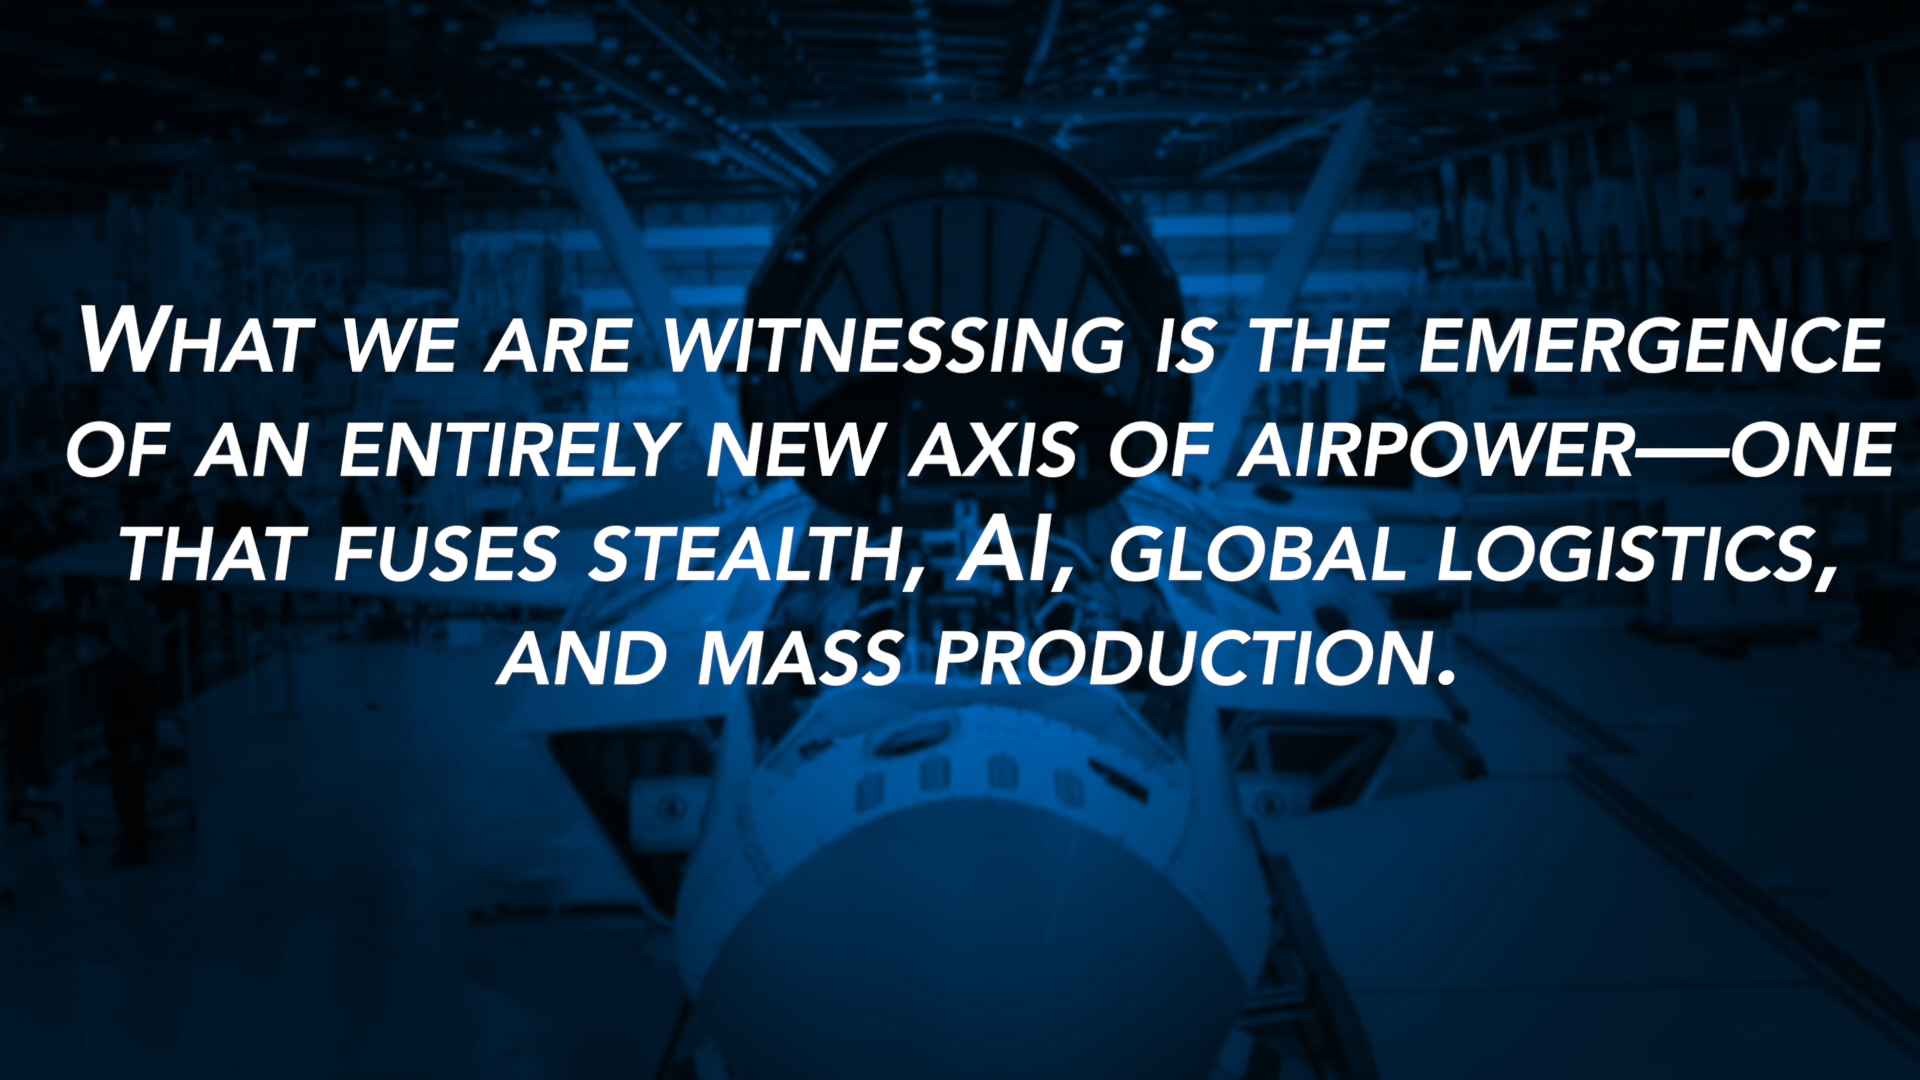 What we are witnessing is the emergence
of an entirely new axis of airpower—one
that fuses stealth, AI, global logistics,
and mass production.